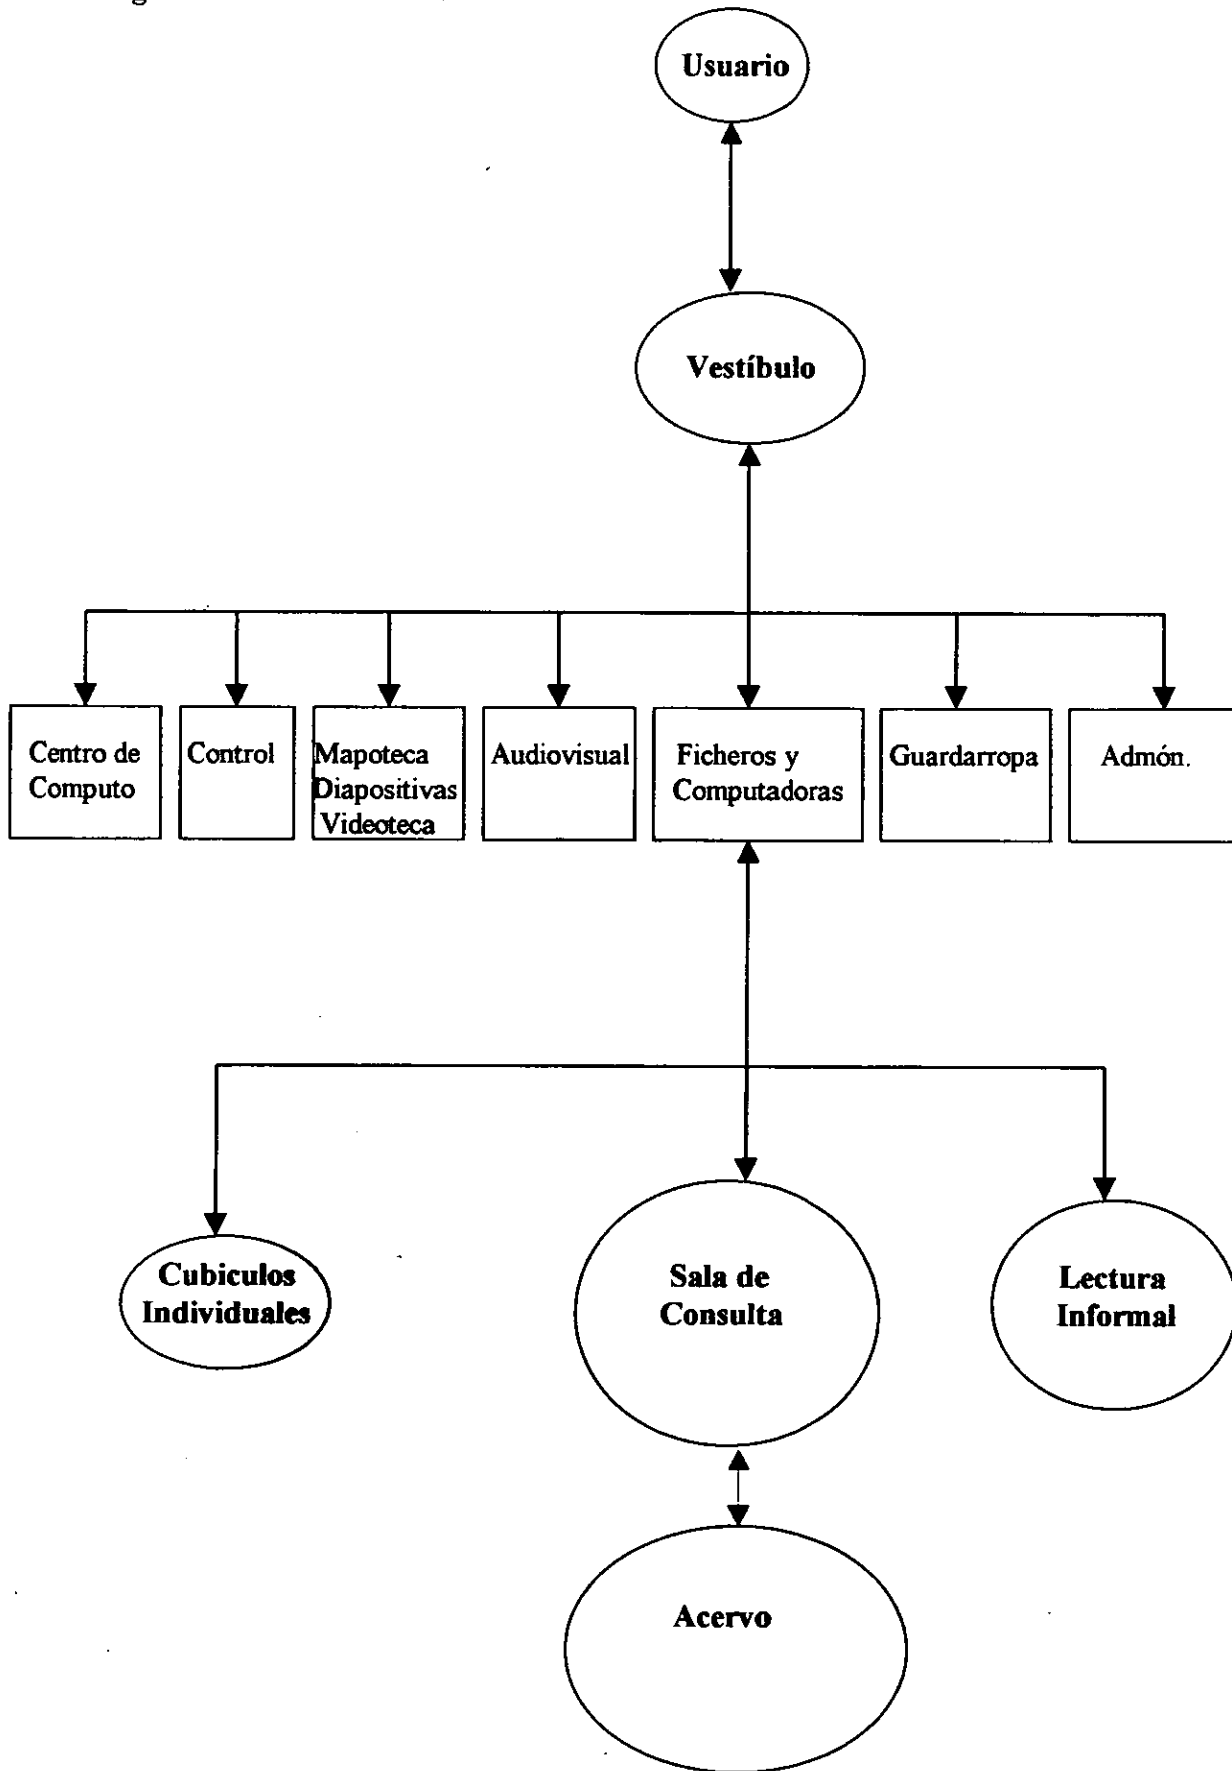 Usuario
Vestíbulo
Centro de
Computo
Control
Mapoteca
Diapositivas
Videoteca
Audiovisual
Ficheros y
Computadoras
Guardarropa
Admón.
Cubiculos
Individuales
Sala de
Consulta
Lectura
Informal
Acervo